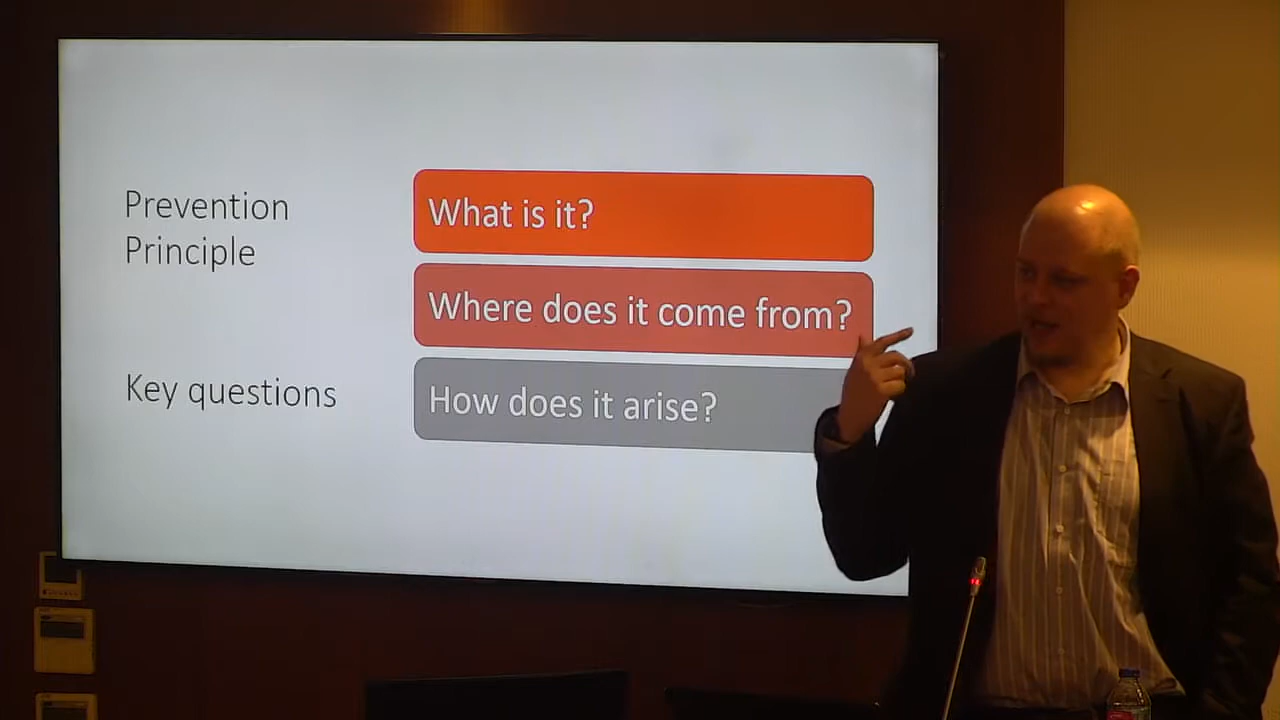 Prevention
Principle
Key questions
What is it?
Where does it come from?
How does it arise?